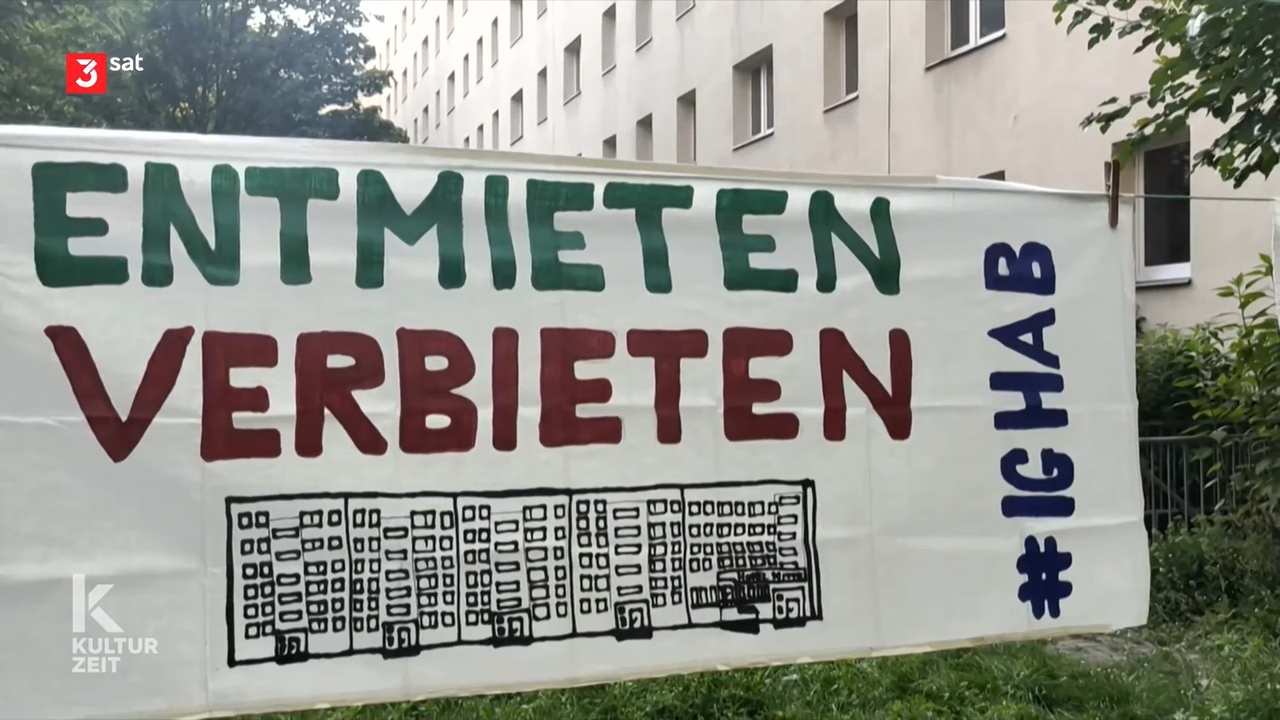 3sat
ENTMIETEN
VERBIETEN
#IGHAB
KULTUR
ZEIT